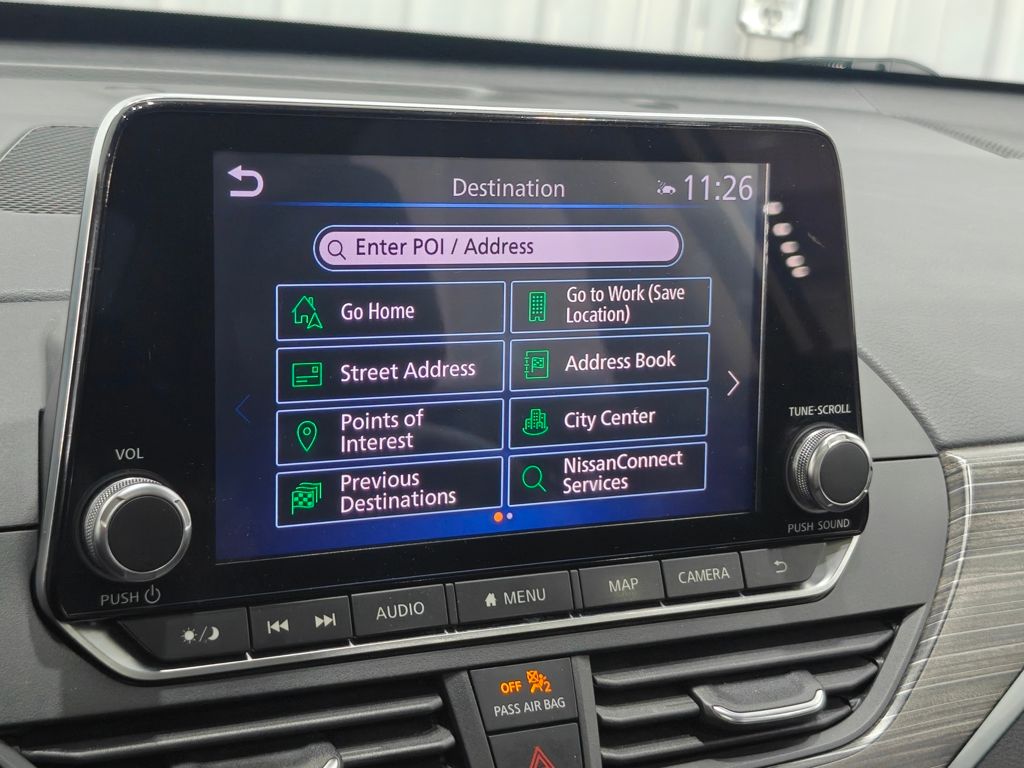 Destination
11:26
Enter POI / Address
Go Home
Go to Work (Save
Location)
Street Address
Address Book
Points of
Interest
City Center
Previous
Destinations
NissanConnect
Services
VOL
PUSH
TUNE·SCROLL
PUSH SOUND
AUDIO
MENU
MAP
CAMERA
OFF 2
PASS AIR BAG